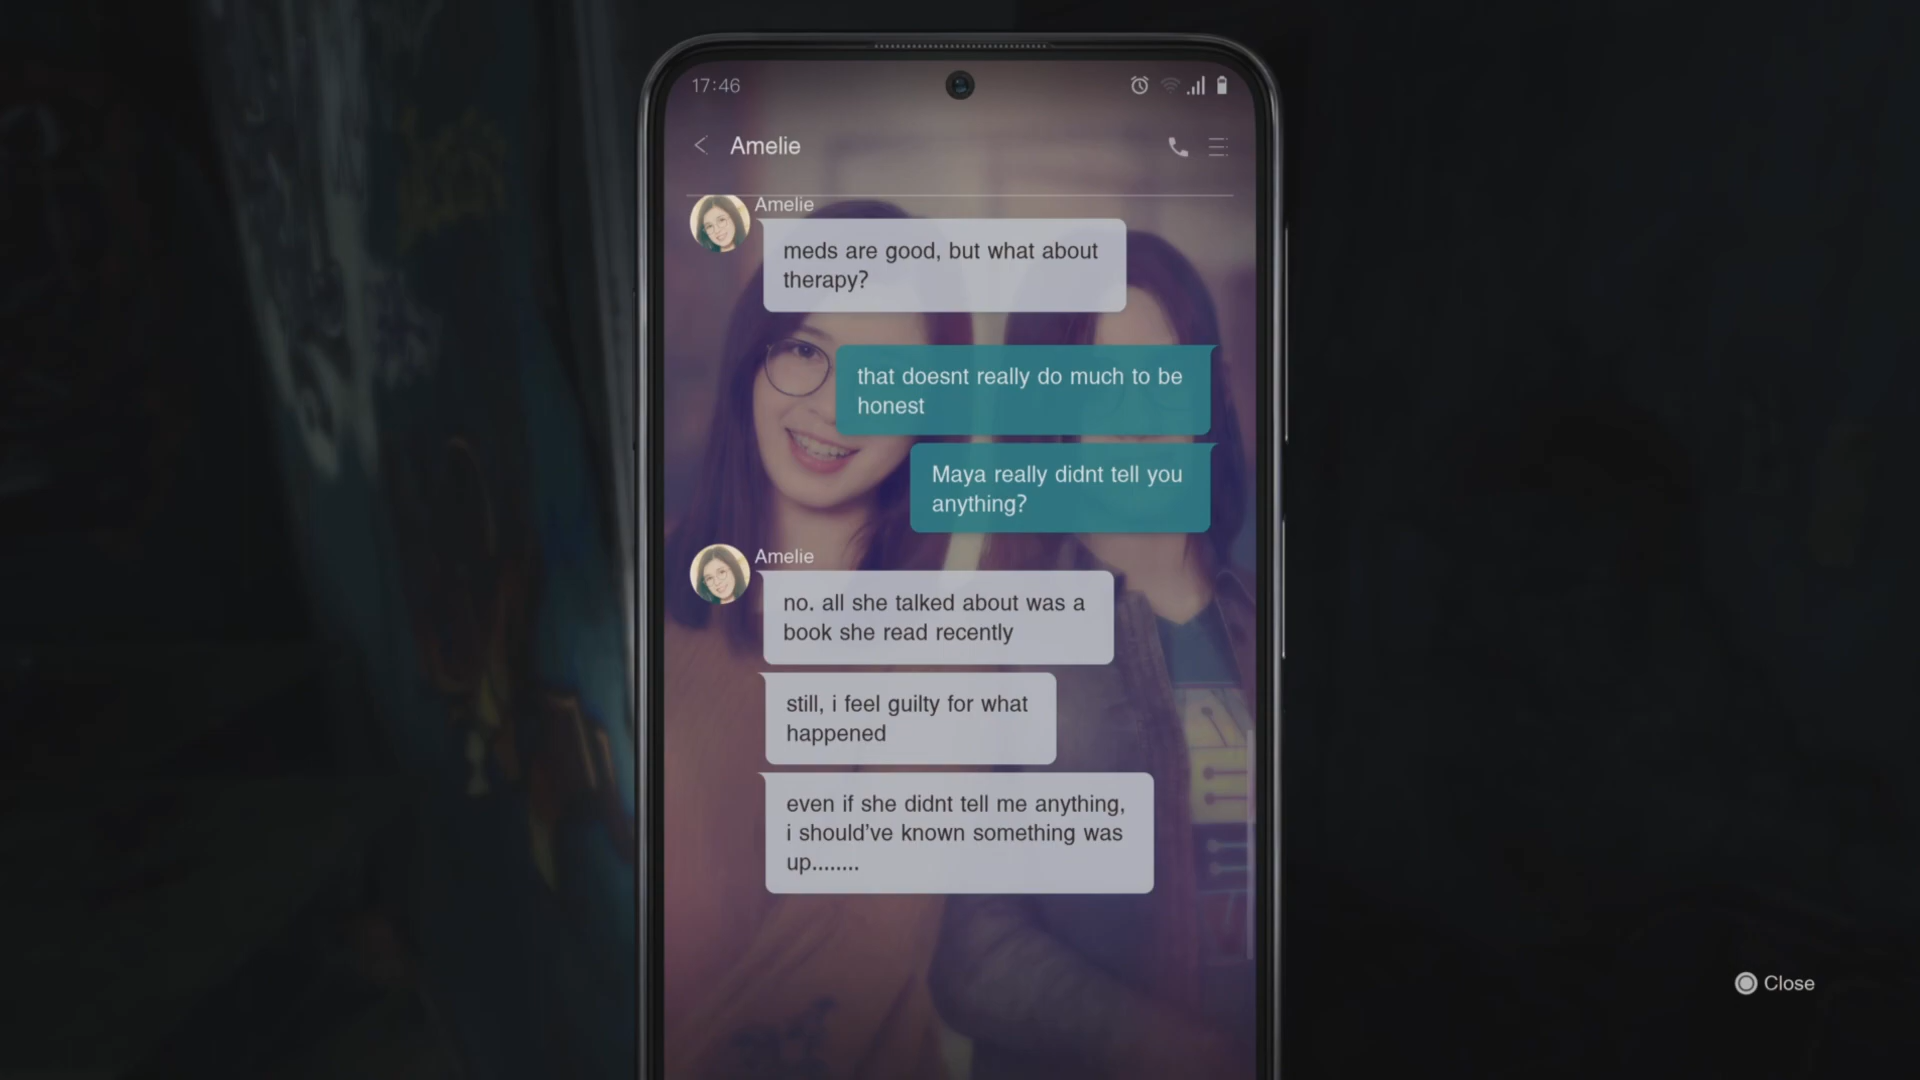 17:46
Amelie
Amelie
meds are good, but what about
therapy?
that doesnt really do much to be
honest
Maya really didnt tell you
anything?
Amelie
no. all she talked about was a
book she read recently
still, i feel guilty for what
happened
even if she didnt tell me anything,
i should’ve known something was
up........
Close